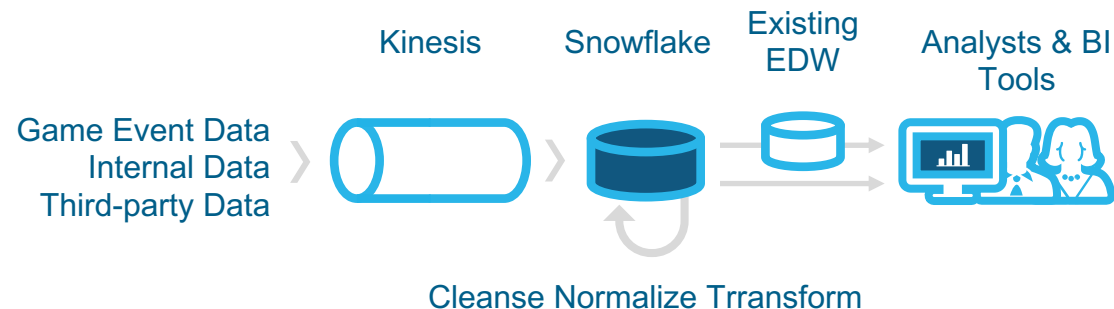 Kinesis
Snowflake
Existing
EDW
Analysts & BI
Tools
Game Event Data
Internal Data
Third-party Data
Cleanse Normalize Trransform